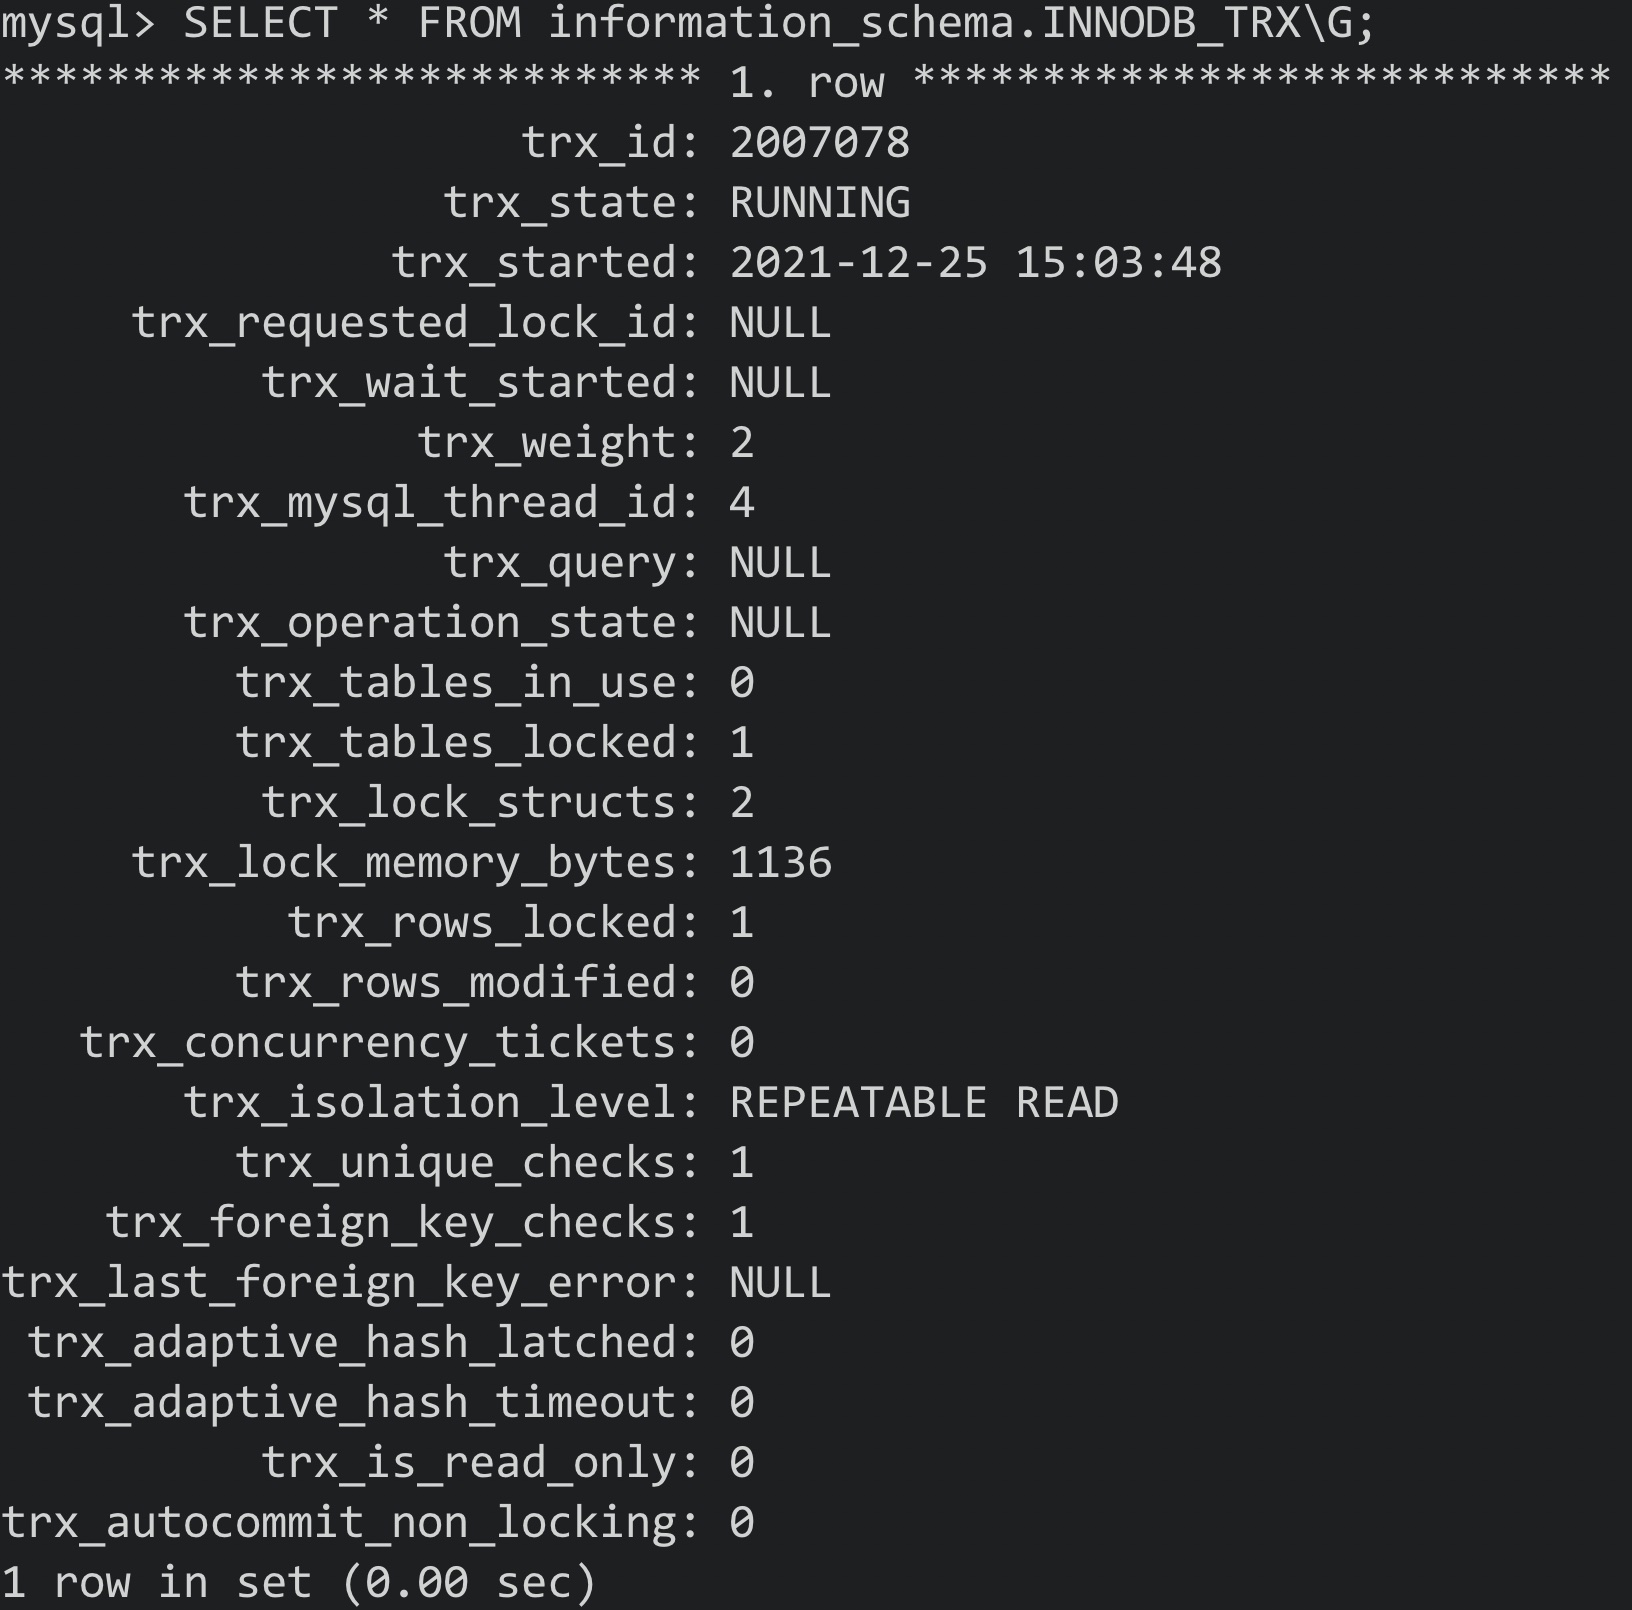 mysql> SELECT * FROM information_schema.INNODB_TRX\G;
*************************** 1. row ***************************
                    trx_id: 2007078
                 trx_state: RUNNING
               trx_started: 2021-12-25 15:03:48
     trx_requested_lock_id: NULL
          trx_wait_started: NULL
                trx_weight: 2
       trx_mysql_thread_id: 4
                 trx_query: NULL
       trx_operation_state: NULL
         trx_tables_in_use: 0
         trx_tables_locked: 1
          trx_lock_structs: 2
     trx_lock_memory_bytes: 1136
           trx_rows_locked: 1
         trx_rows_modified: 0
   trx_concurrency_tickets: 0
       trx_isolation_level: REPEATABLE READ
         trx_unique_checks: 1
    trx_foreign_key_checks: 1
trx_last_foreign_key_error: NULL
 trx_adaptive_hash_latched: 0
 trx_adaptive_hash_timeout: 0
          trx_is_read_only: 0
trx_autocommit_non_locking: 0
1 row in set (0.00 sec)